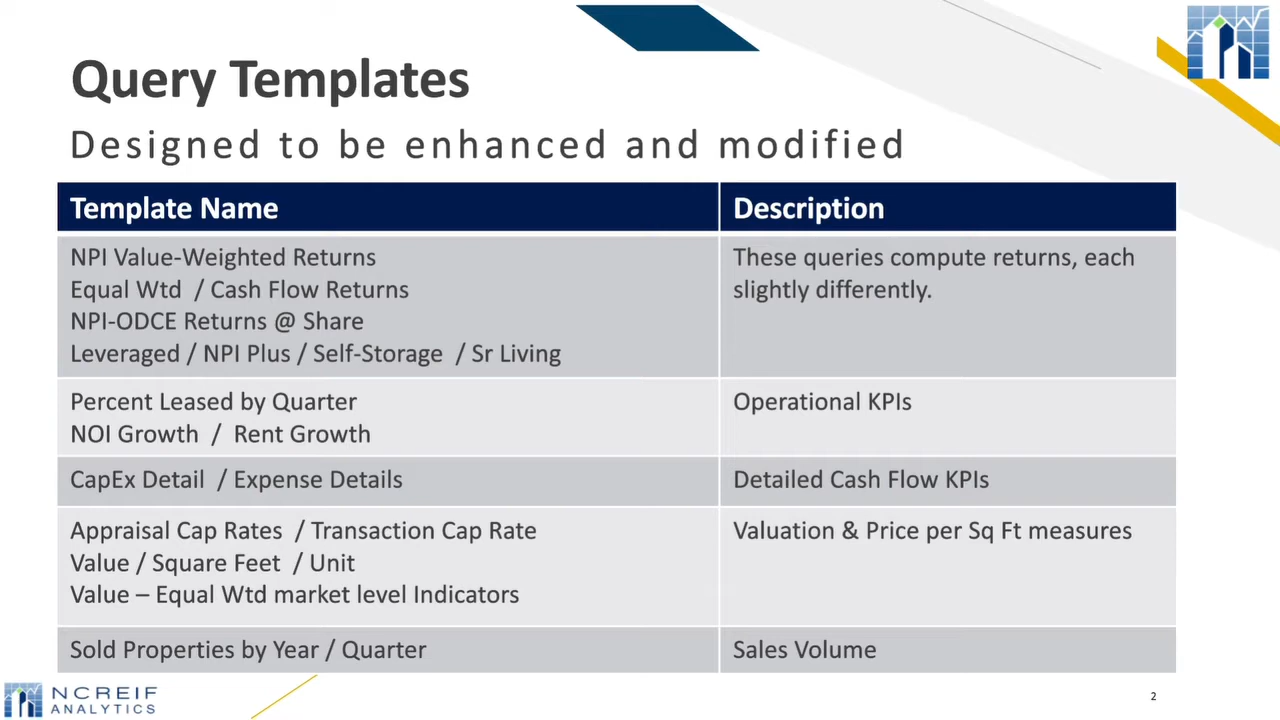 Query Templates
Designed to be enhanced and modified
Template Name
Description
NPI Value-Weighted Returns
Equal Wtd / Cash Flow Returns
NPI-ODCE Returns @ Share
Leveraged / NPI Plus / Self-Storage / Sr Living
These queries compute returns, each
slightly differently.
Percent Leased by Quarter
NOI Growth / Rent Growth
Operational KPIs
CapEx Detail / Expense Details
Detailed Cash Flow KPIs
Appraisal Cap Rates / Transaction Cap Rate
Value / Square Feet / Unit
Value – Equal Wtd market level Indicators
Valuation & Price per Sq Ft measures
Sold Properties by Year / Quarter
Sales Volume
NCREIF
ANALYTICS
2